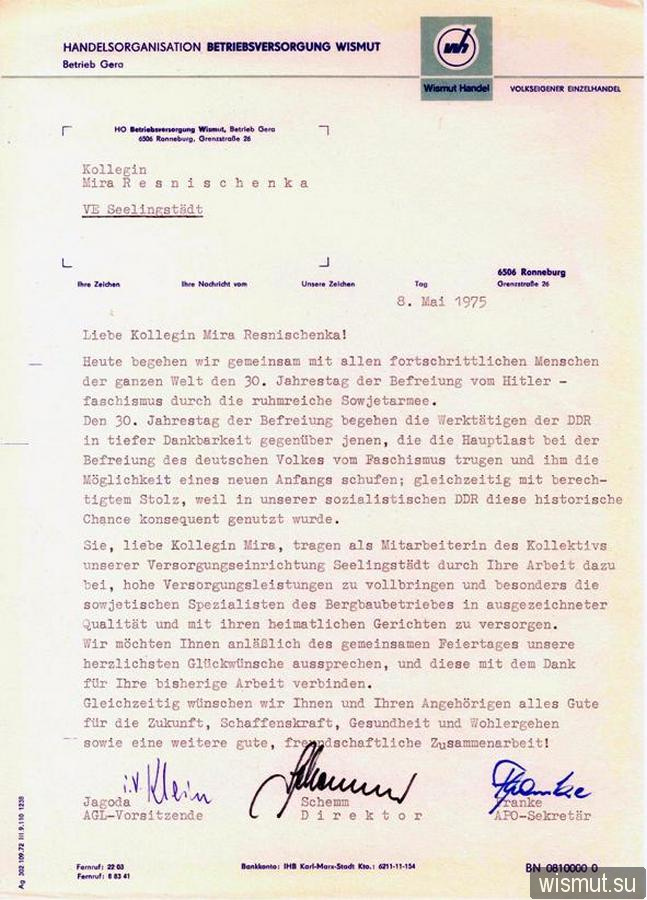 HANDELSORGANISATION BETRIEBSVERSORGUNG WISMUT
Betrieb Gera
wh
Wismut Handel
VOLKSEIGENER EINZELHANDEL
HO Betriebsversorgung Wismut, Betrieb Gera
6506 Ronneburg, Grenzstraße 26
Kollegin
Mira R e s n i s c h e n k a
VE Seelingstädt
6506 Ronneburg
Ihre Zeichen Ihre Nachricht vom Unsere Zeichen Tag Grenzstraße 26
8. Mai 1975
Liebe Kollegin Mira Resnischenka!
Heute begehen wir gemeinsam mit allen fortschrittlichen Menschen
der ganzen Welt den 30. Jahrestag der Befreiung vom Hitler -
faschismus durch die ruhmreiche Sowjetarmee.
Den 30. Jahrestag der Befreiung begehen die Werktätigen der DDR
in tiefer Dankbarkeit gegenüber jenen, die die Hauptlast bei der
Befreiung des deutschen Volkes vom Faschismus trugen und ihm die
Möglichkeit eines neuen Anfangs schufen; gleichzeitig mit berech-
tigtem Stolz, weil in unserer sozialistischen DDR diese historische
Chance konsequent genutzt wurde.
Sie, liebe Kollegin Mira, tragen als Mitarbeiterin des Kollektivs
unserer Versorgungseinrichtung Seelingstädt durch Ihre Arbeit dazu
bei, hohe Versorgungsleistungen zu vollbringen und besonders die
sowjetischen Spezialisten des Bergbaubetriebes in ausgezeichneter
Qualität und mit ihren heimatlichen Gerichten zu versorgen.
Wir möchten Ihnen anläßlich des gemeinsamen Feiertages unsere
herzlichsten Glückwünsche aussprechen, und diese mit dem Dank
für Ihre bisherige Arbeit verbinden.
Gleichzeitig wünschen wir Ihnen und Ihren Angehörigen alles Gute
für die Zukunft, Schaffenskraft, Gesundheit und Wohlergehen
sowie eine weitere gute, freundschaftliche Zusammenarbeit!
i.V. Klein Schemm Franke
Jagoda Schemm Franke
AGL-Vorsitzende D i r e k t o r APO-Sekretär
Fernruf: 22 03 Bankkonto: IHB Karl-Marx-Stadt Kto.: 6211-11-154 BN 0810000 0
Fernruf: 8 83 41
Ag 302 109.72 III 9.110 1238
wismut.su